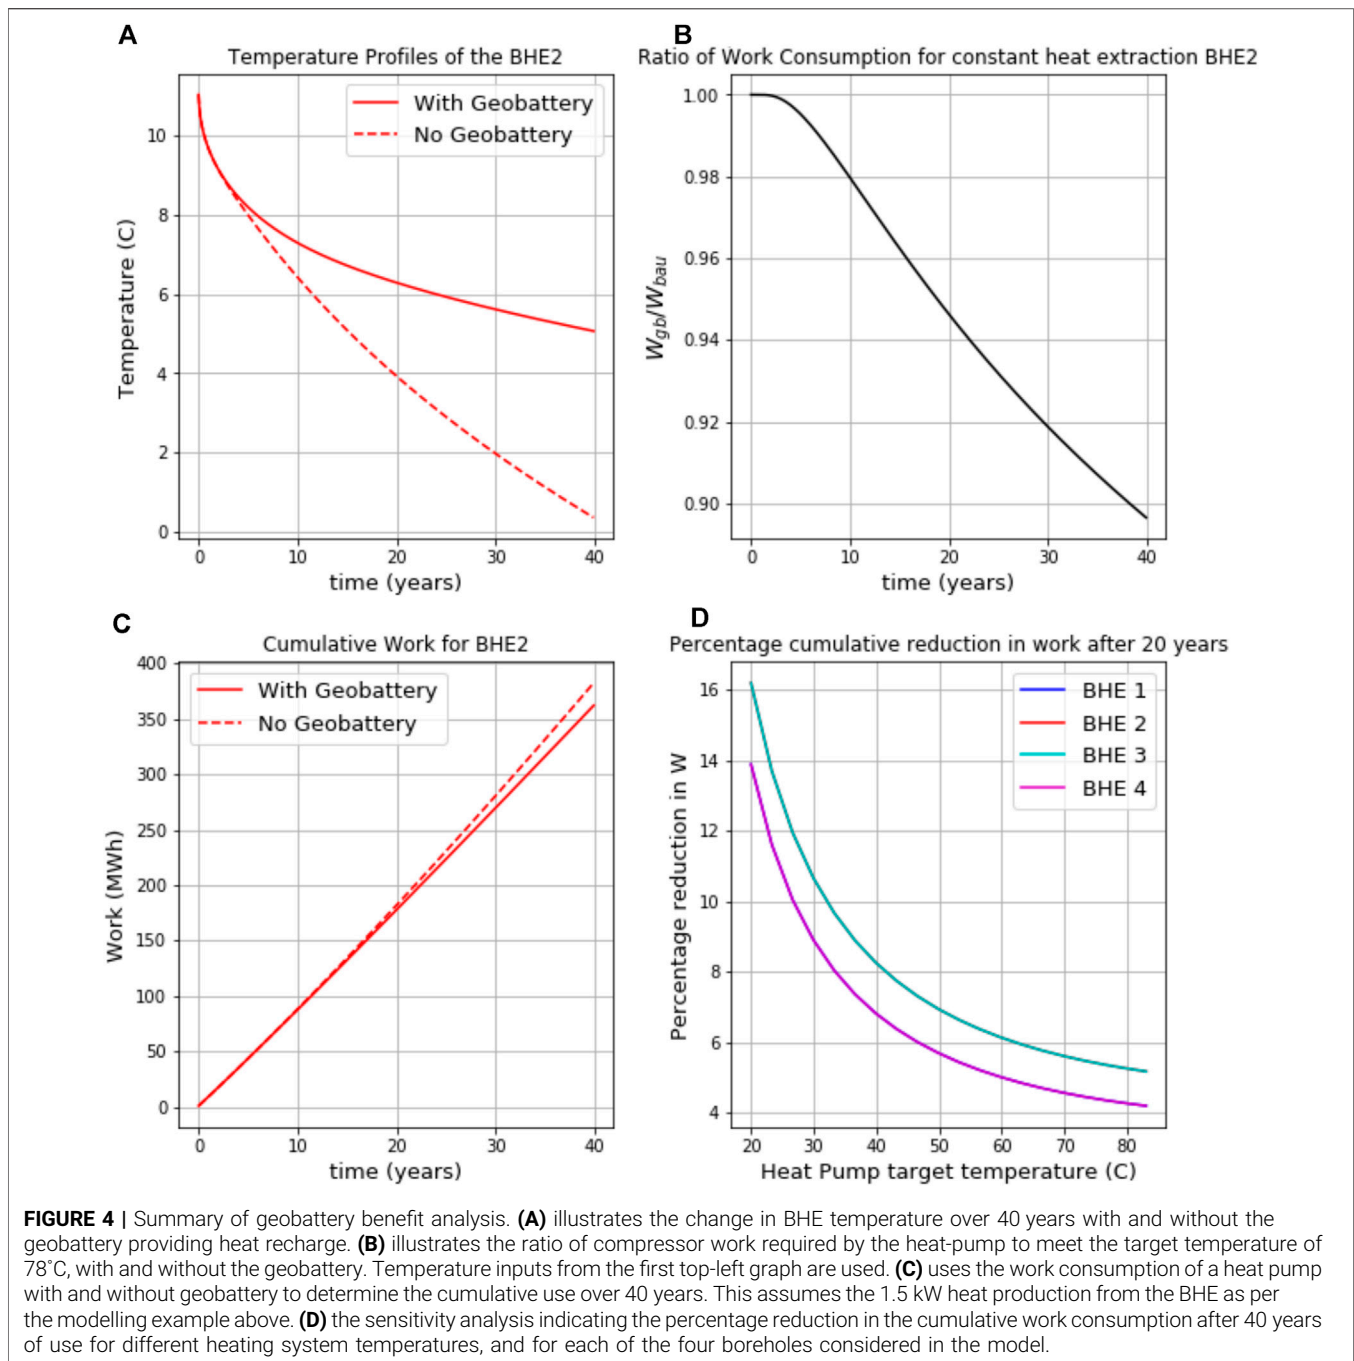 A
Temperature Profiles of the BHE2
With Geobattery
No Geobattery
10
8
6
4
2
0
Temperature (C)
0 10 20 30 40
time (years)
B
Ratio of Work Consumption for constant heat extraction BHE2
1.00
0.98
0.96
0.94
0.92
0.90
W_gb/W_bau
0 10 20 30 40
time (years)
C
Cumulative Work for BHE2
With Geobattery
No Geobattery
400
350
300
250
200
150
100
50
0
Work (MWh)
0 10 20 30 40
time (years)
D
Percentage cumulative reduction in work after 20 years
BHE 1
BHE 2
BHE 3
BHE 4
16
14
12
10
8
6
4
Percentage reduction in W
20 30 40 50 60 70 80
Heat Pump target temperature (C)
FIGURE 4 | Summary of geobattery benefit analysis. (A) illustrates the change in BHE temperature over 40 years with and without the
geobattery providing heat recharge. (B) illustrates the ratio of compressor work required by the heat-pump to meet the target temperature of
78°C, with and without the geobattery. Temperature inputs from the first top-left graph are used. (C) uses the work consumption of a heat pump
with and without geobattery to determine the cumulative use over 40 years. This assumes the 1.5 kW heat production from the BHE as per
the modelling example above. (D) the sensitivity analysis indicating the percentage reduction in the cumulative work consumption after 40 years
of use for different heating system temperatures, and for each of the four boreholes considered in the model.